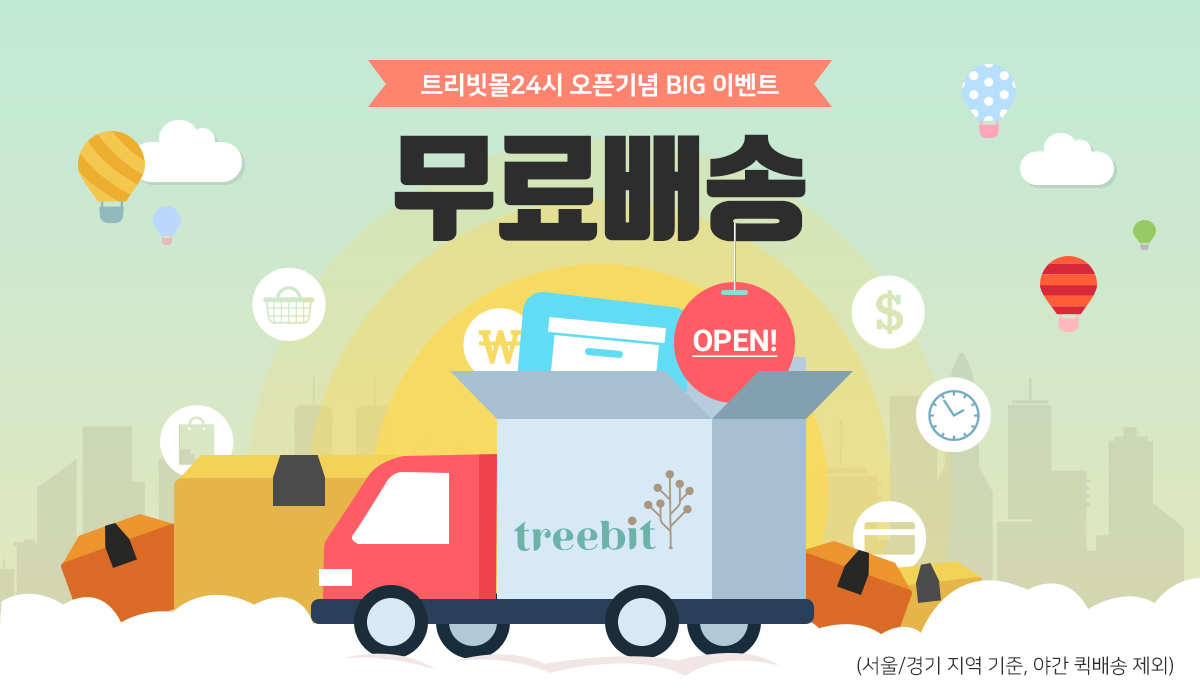 트리빗몰24시 오픈기념 BIG 이벤트
무료배송
₩
$
OPEN!
treebit
(서울/경기 지역 기준, 야간 퀵배송 제외)